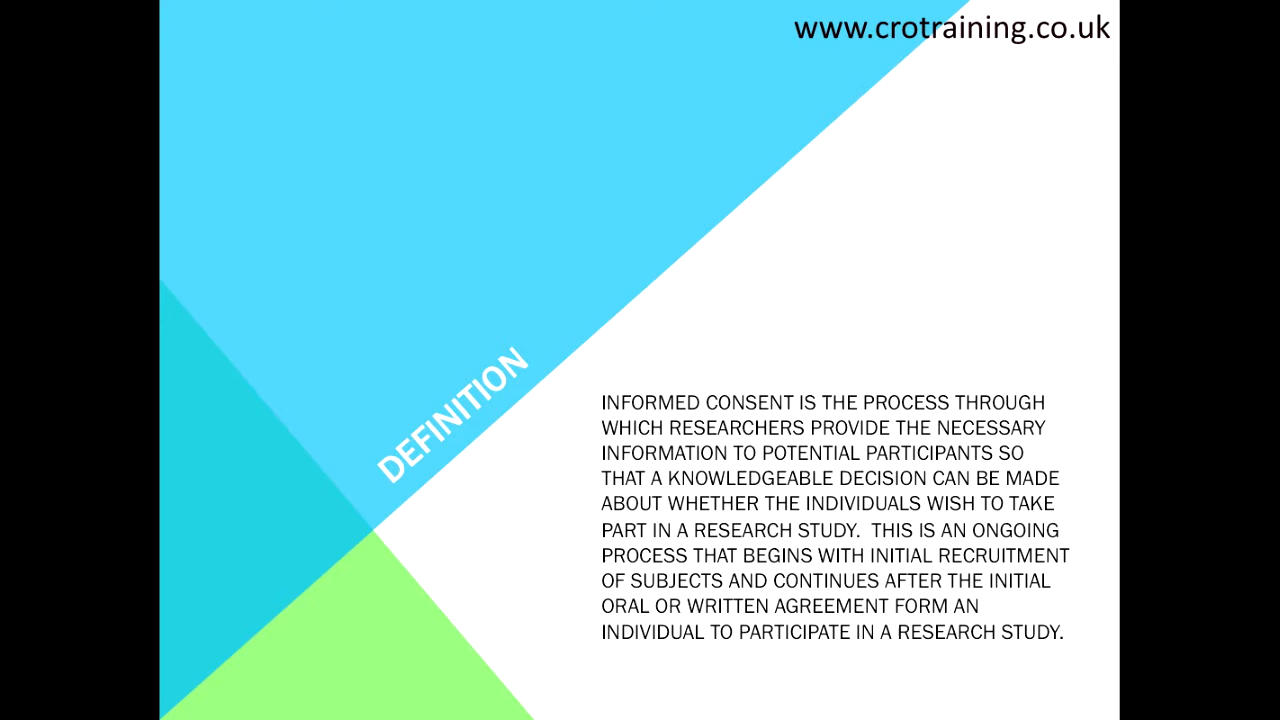 www.crotraining.co.uk
DEFINITION
INFORMED CONSENT IS THE PROCESS THROUGH
WHICH RESEARCHERS PROVIDE THE NECESSARY
INFORMATION TO POTENTIAL PARTICIPANTS SO
THAT A KNOWLEDGEABLE DECISION CAN BE MADE
ABOUT WHETHER THE INDIVIDUALS WISH TO TAKE
PART IN A RESEARCH STUDY.  THIS IS AN ONGOING
PROCESS THAT BEGINS WITH INITIAL RECRUITMENT
OF SUBJECTS AND CONTINUES AFTER THE INITIAL
ORAL OR WRITTEN AGREEMENT FORM AN
INDIVIDUAL TO PARTICIPATE IN A RESEARCH STUDY.